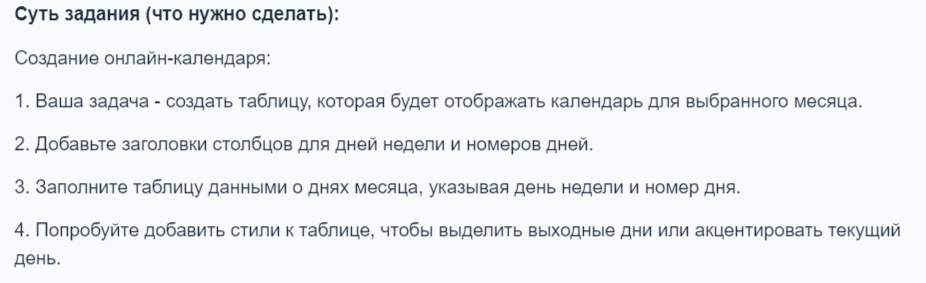 Суть задания (что нужно сделать):
Создание онлайн-календаря:
1. Ваша задача - создать таблицу, которая будет отображать календарь для выбранного месяца.
2. Добавьте заголовки столбцов для дней недели и номеров дней.
3. Заполните таблицу данными о днях месяца, указывая день недели и номер дня.
4. Попробуйте добавить стили к таблице, чтобы выделить выходные дни или акцентировать текущий
день.